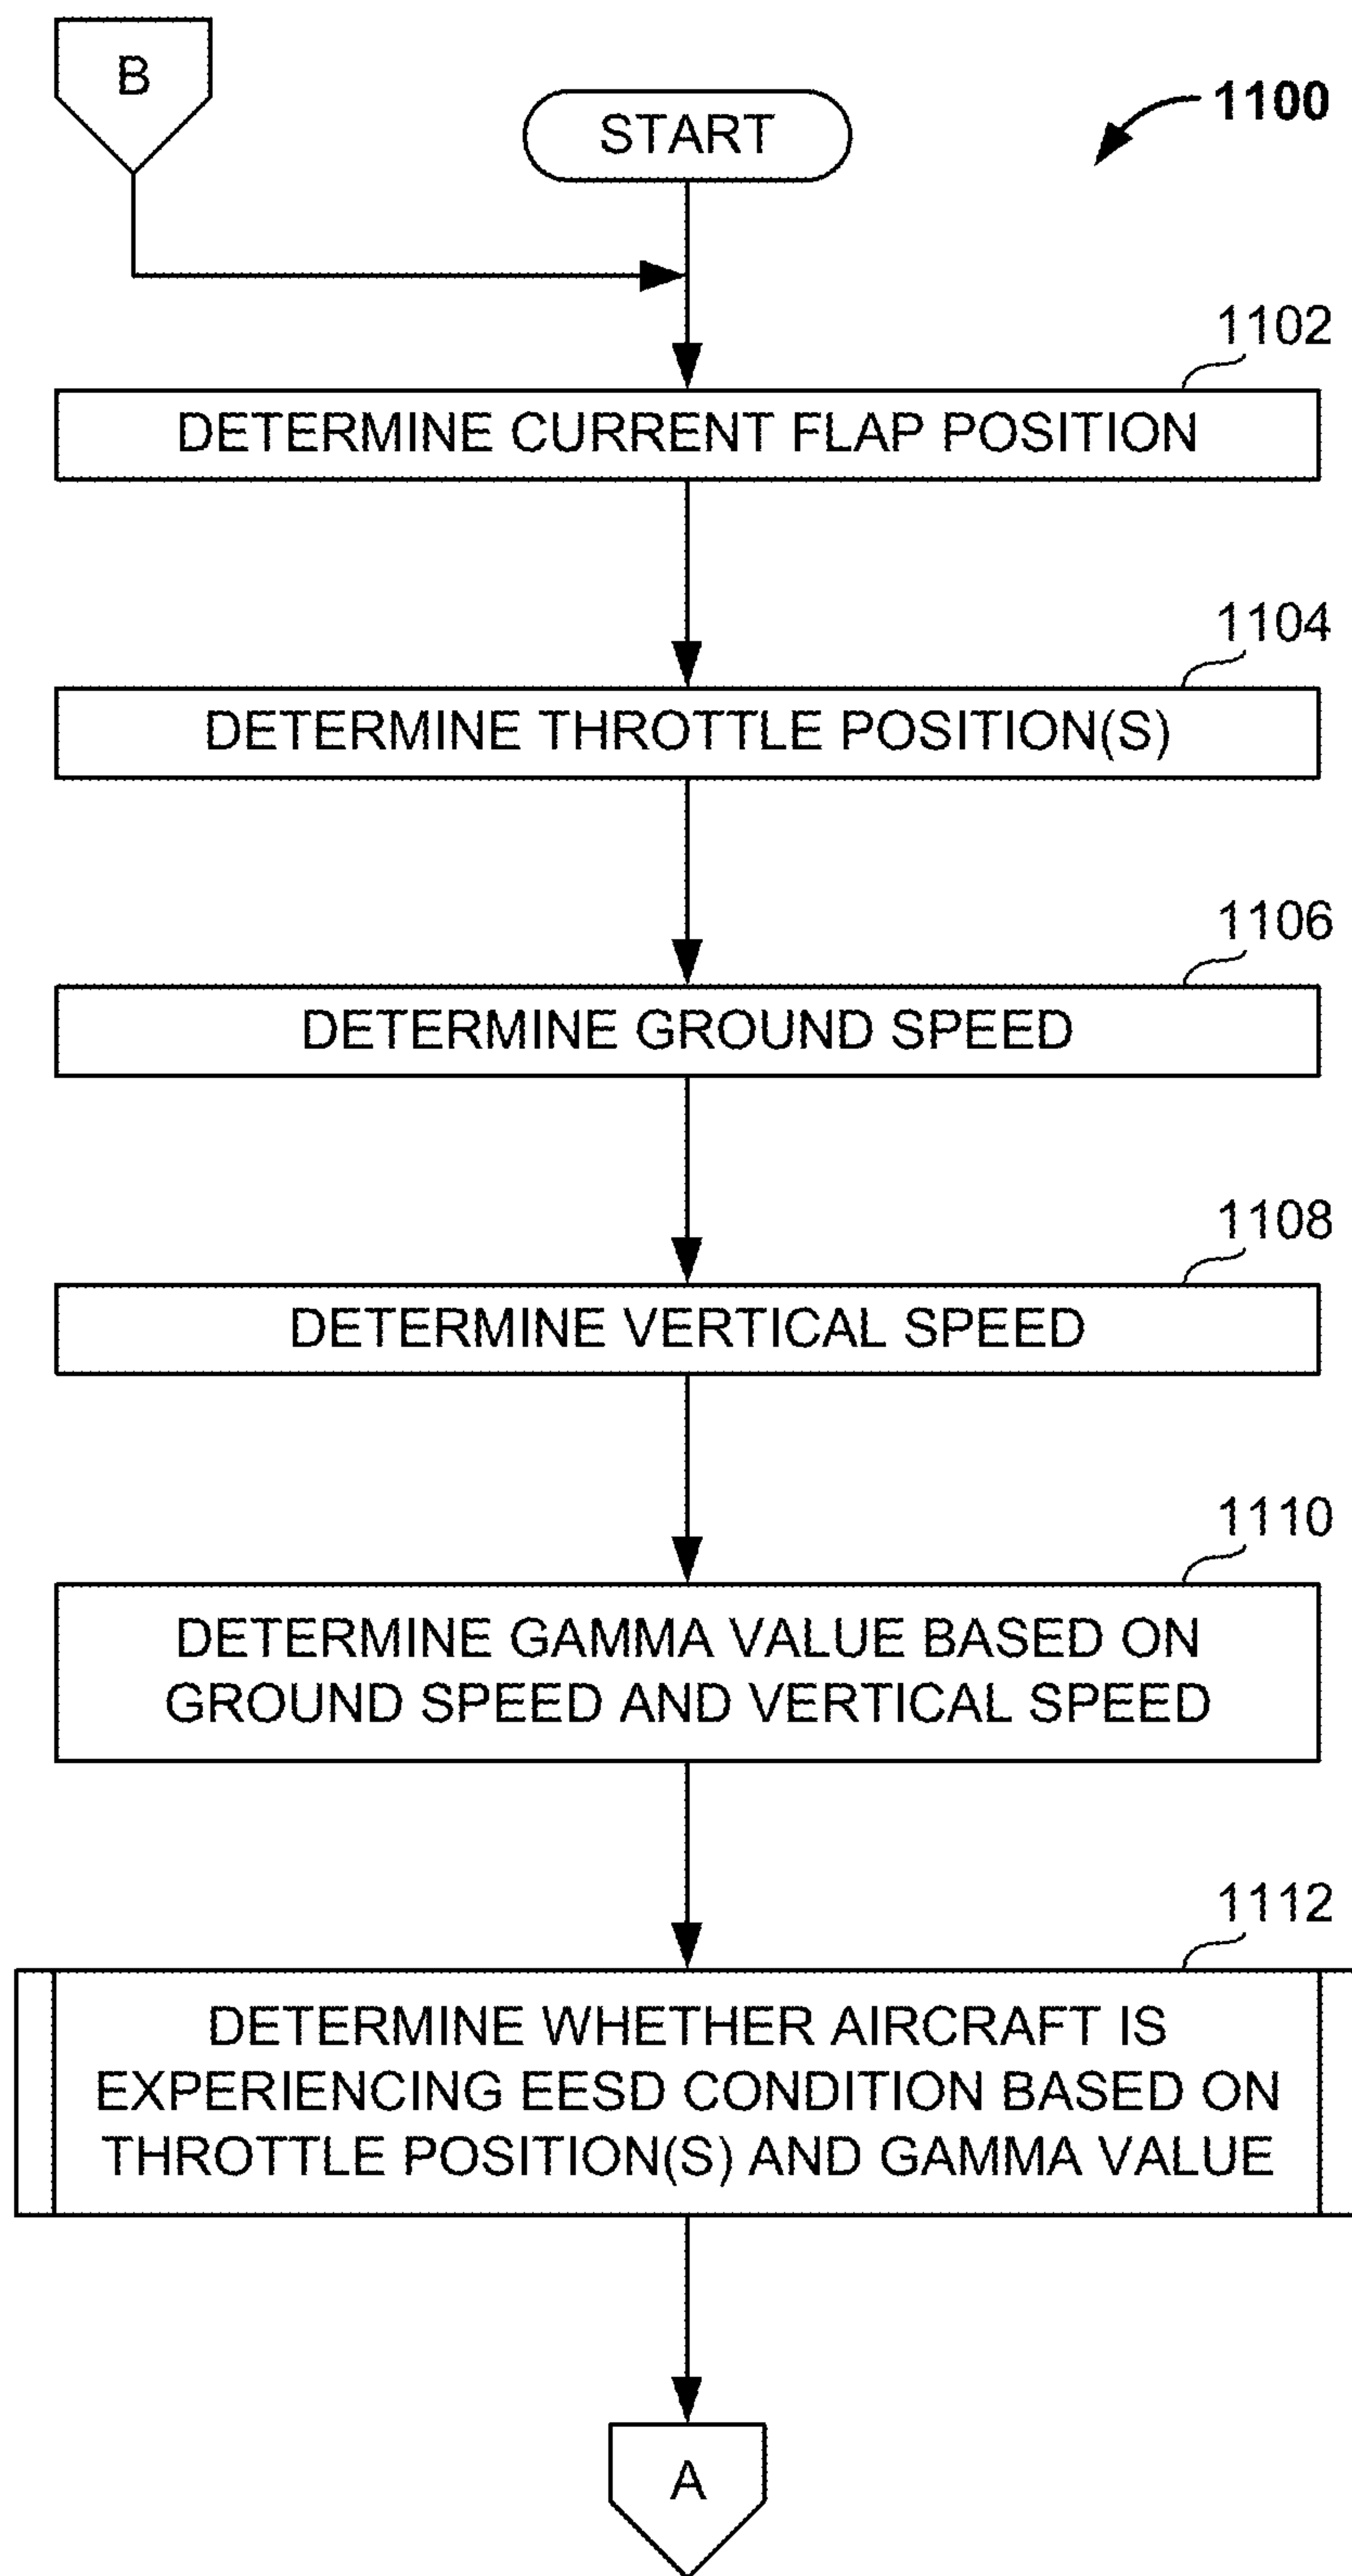 B
START
1100
1102
DETERMINE CURRENT FLAP POSITION
1104
DETERMINE THROTTLE POSITION(S)
1106
DETERMINE GROUND SPEED
1108
DETERMINE VERTICAL SPEED
1110
DETERMINE GAMMA VALUE BASED ON
GROUND SPEED AND VERTICAL SPEED
1112
DETERMINE WHETHER AIRCRAFT IS
EXPERIENCING EESD CONDITION BASED ON
THROTTLE POSITION(S) AND GAMMA VALUE
A